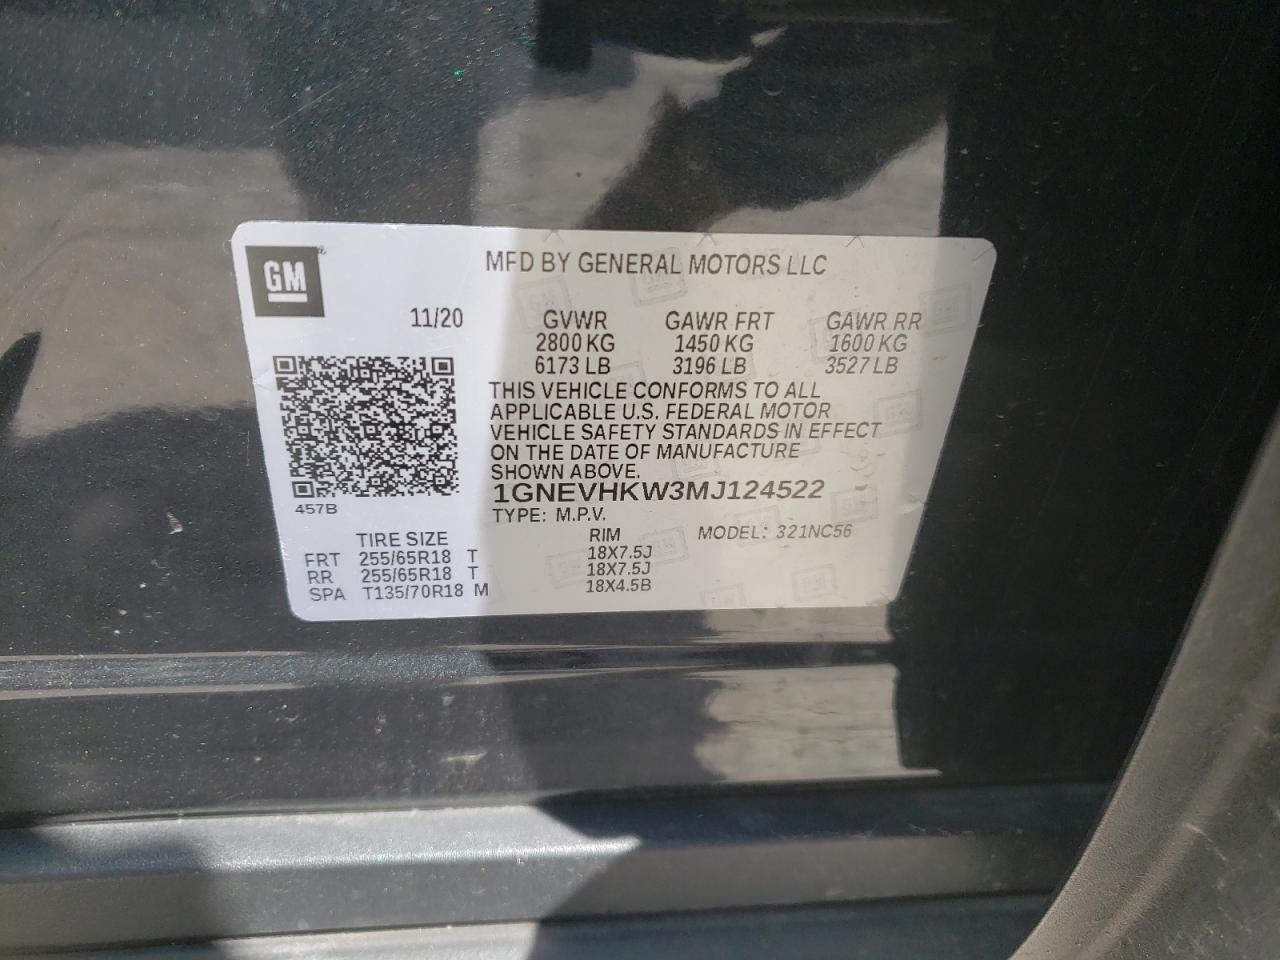 GM
MFD BY GENERAL MOTORS LLC
11/20
GVWR GAWR FRT GAWR RR
2800 KG 1450 KG 1600 KG
6173 LB 3196 LB 3527 LB
THIS VEHICLE CONFORMS TO ALL
APPLICABLE U.S. FEDERAL MOTOR
VEHICLE SAFETY STANDARDS IN EFFECT
ON THE DATE OF MANUFACTURE
SHOWN ABOVE.
1GNEVHKW3MJ124522
457B
TYPE: M.P.V.
TIRE SIZE RIM MODEL: 321NC56
FRT 255/65R18 T 18X7.5J
RR 255/65R18 T 18X7.5J
SPA T135/70R18 M 18X4.5B